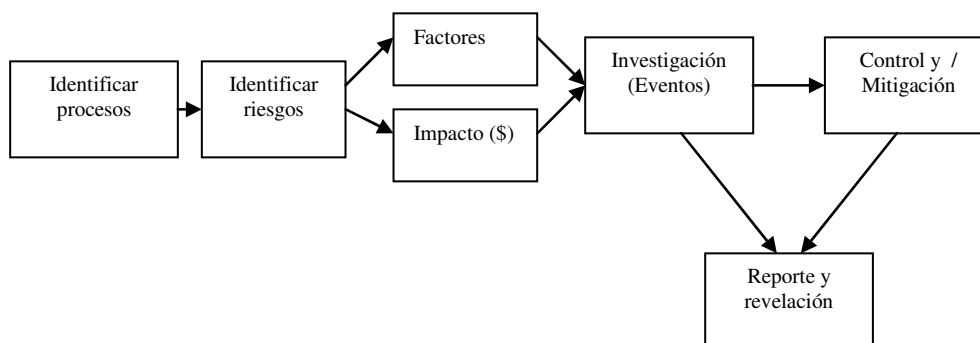 Identificar
procesos
Identificar
riesgos
Factores
Impacto ($)
Investigación
(Eventos)
Control y  /
Mitigación
Reporte y
revelación